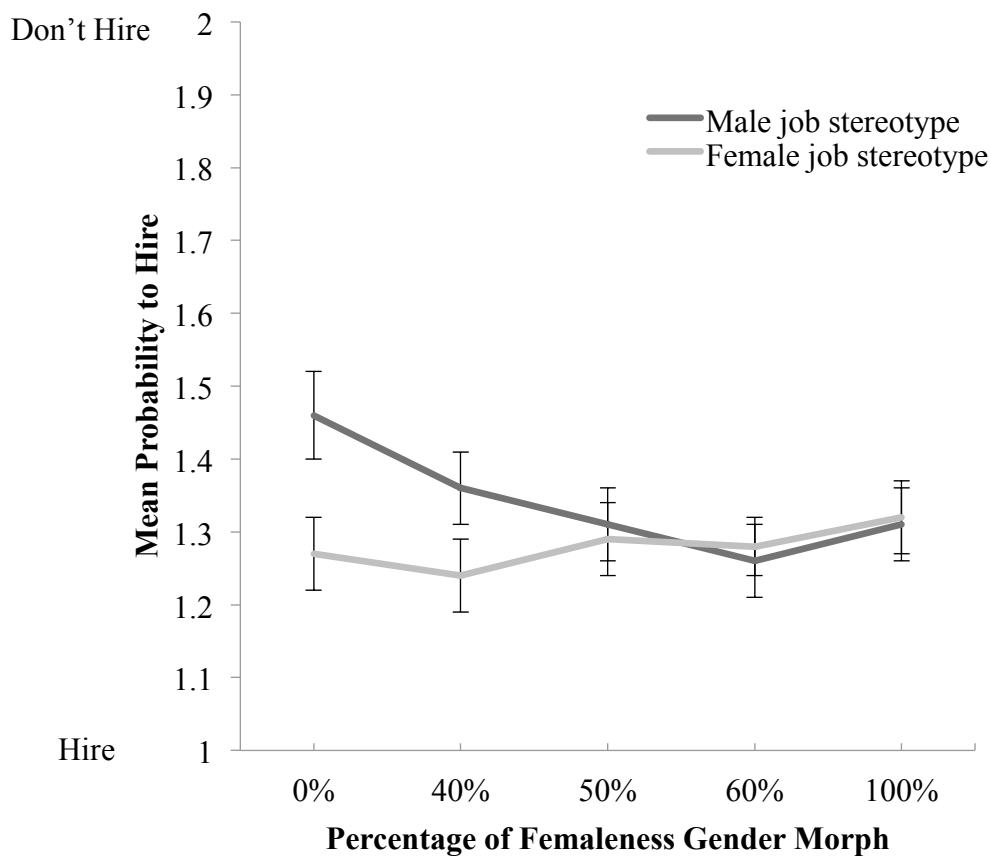 Don’t Hire
2
1.9
1.8
1.7
1.6
1.5
1.4
1.3
1.2
1.1
1
Hire
Mean Probability to Hire
Male job stereotype
Female job stereotype
0% 40% 50% 60% 100%
Percentage of Femaleness Gender Morph